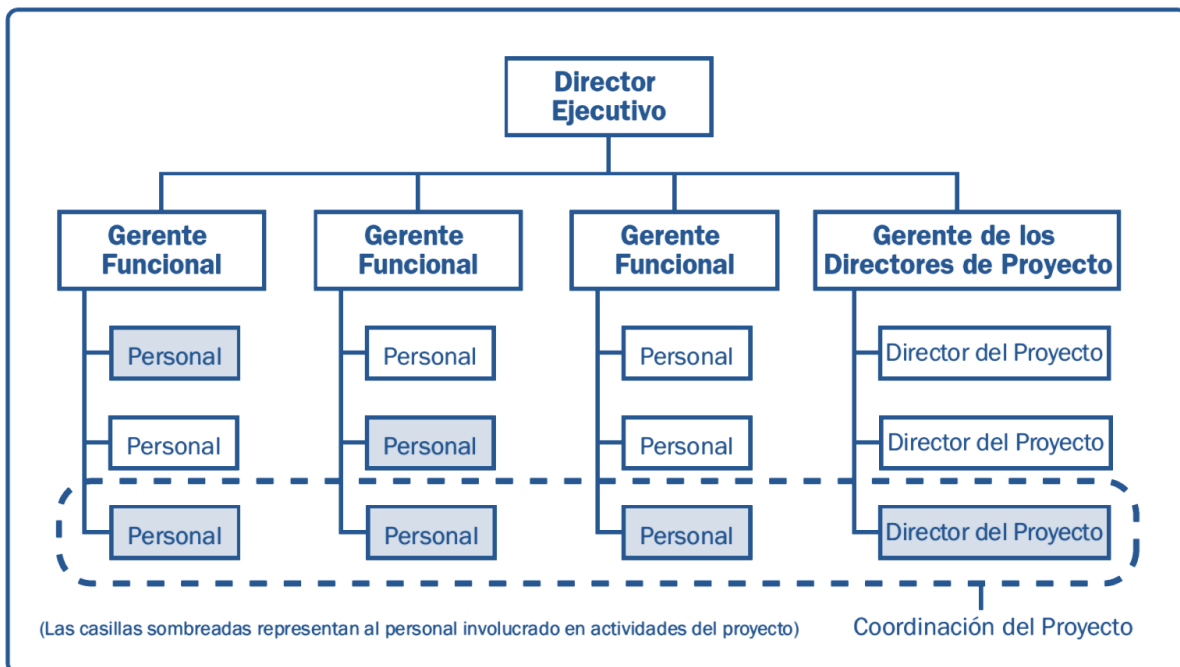 Director
Ejecutivo
Gerente
Funcional
Gerente
Funcional
Gerente
Funcional
Gerente de los
Directores de Proyecto
Personal
Personal
Personal
Director del Proyecto
Personal
Personal
Personal
Director del Proyecto
Personal
Personal
Personal
Director del Proyecto
(Las casillas sombreadas representan al personal involucrado en actividades del proyecto)
Coordinación del Proyecto